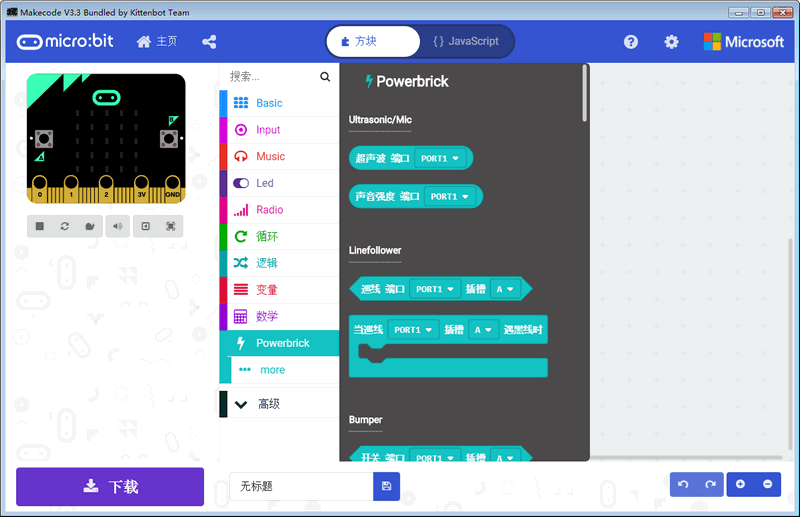 Makecode V3.3 Bundled by Kittenbot Team
micro:bit
主页
方块
{ } JavaScript
Microsoft
B
A
0 1 2 3V GND
下载
搜索...
Basic
Input
Music
Led
Radio
循环
逻辑
变量
数学
Powerbrick
more
高级
Powerbrick
Ultrasonic/Mic
超声波 端口 PORT1
声音强度 端口 PORT1
Linefollower
巡线 端口 PORT1 插槽 A
当巡线 PORT1 插槽 A 遇黑线时
Bumper
开关 端口 PORT1 插槽 A
无标题